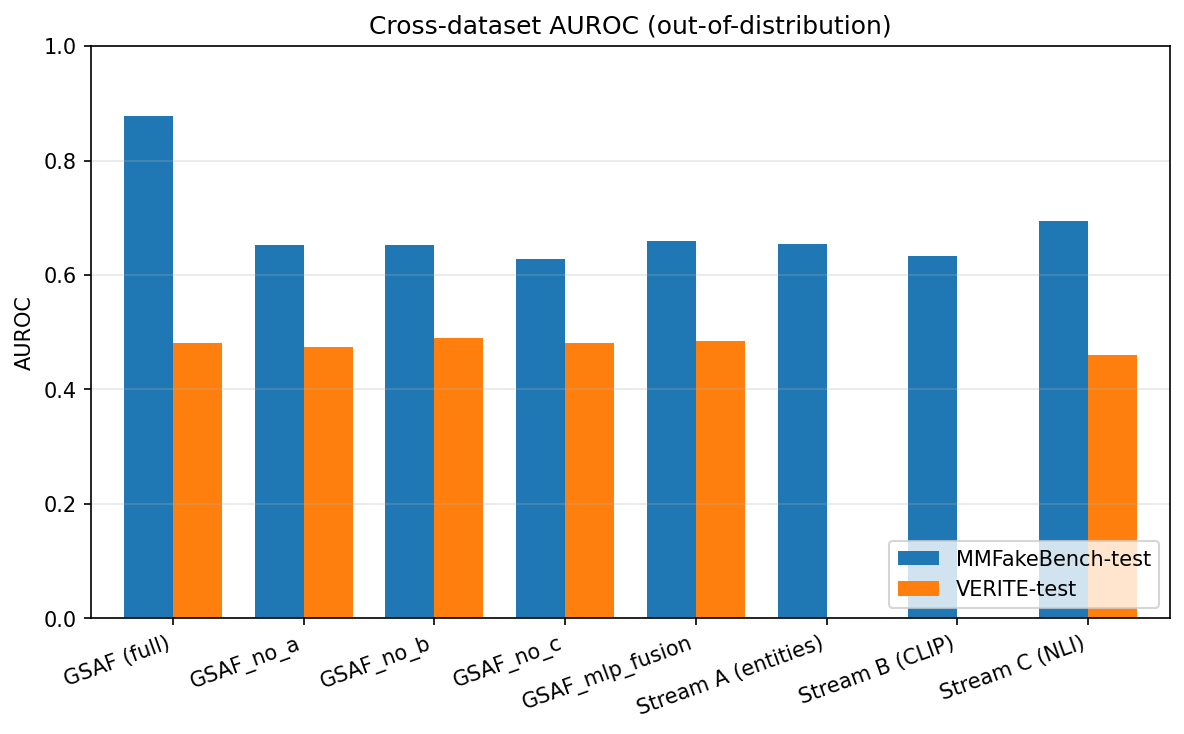 Cross-dataset AUROC (out-of-distribution)
AUROC
1.0
0.8
0.6
0.4
0.2
0.0
MMFakeBench-test
VERITE-test
GSAF (full)
GSAF_no_a
GSAF_no_b
GSAF_no_c
GSAF_mlp_fusion
Stream A (entities)
Stream B (CLIP)
Stream C (NLI)